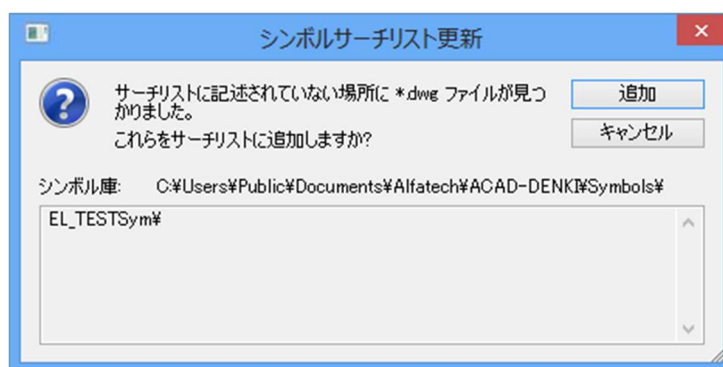 シンボルサーチリスト更新
サーチリストに記述されていない場所に *.dwg ファイルが見つ
かりました。
これらをサーチリストに追加しますか?
追加
キャンセル
シンボル庫: C:¥Users¥Public¥Documents¥Alfatech¥ACAD-DENKI¥Symbols¥
EL_TESTSym¥